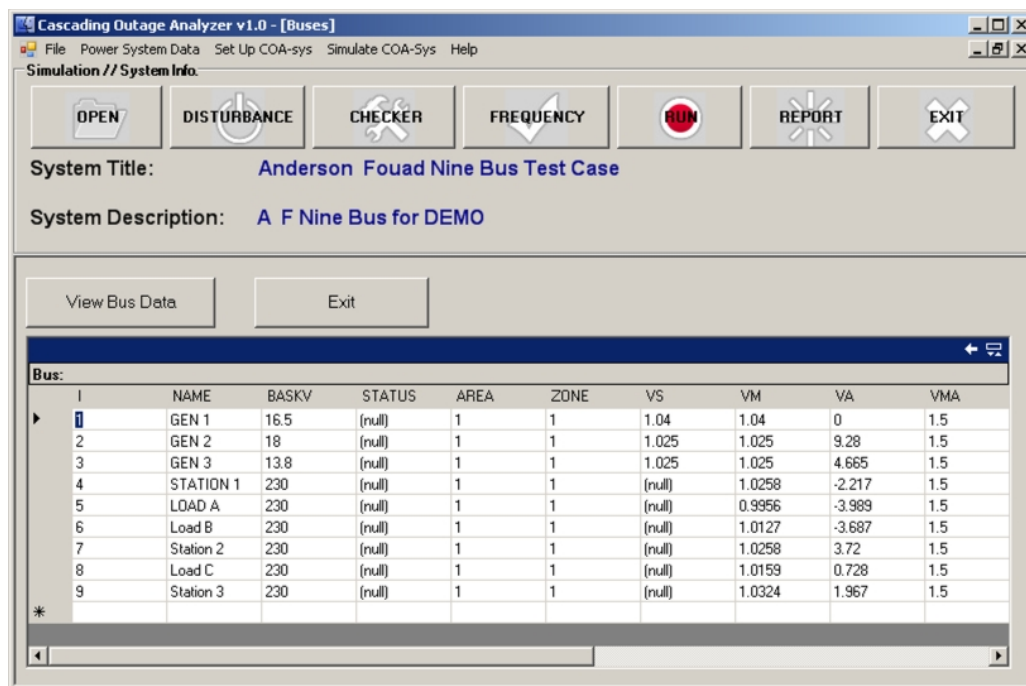 Cascading Outage Analyzer v1.0 - [Buses]
File Power System Data Set Up COA-sys Simulate COA-Sys Help
Simulation // System Info.
OPEN DISTURBANCE CHECKER FREQUENCY RUN REPORT EXIT
System Title: Anderson Fouad Nine Bus Test Case
System Description: A F Nine Bus for DEMO
View Bus Data Exit
Bus:
I NAME BASKV STATUS AREA ZONE VS VM VA VMA
1 GEN 1 16.5 (null) 1 1 1.04 1.04 0 1.5
2 GEN 2 18 (null) 1 1 1.025 1.025 9.28 1.5
3 GEN 3 13.8 (null) 1 1 1.025 1.025 4.665 1.5
4 STATION 1 230 (null) 1 1 (null) 1.0258 -2.217 1.5
5 LOAD A 230 (null) 1 1 (null) 0.9956 -3.989 1.5
6 Load B 230 (null) 1 1 (null) 1.0127 -3.687 1.5
7 Station 2 230 (null) 1 1 (null) 1.0258 3.72 1.5
8 Load C 230 (null) 1 1 (null) 1.0159 0.728 1.5
9 Station 3 230 (null) 1 1 (null) 1.0324 1.967 1.5